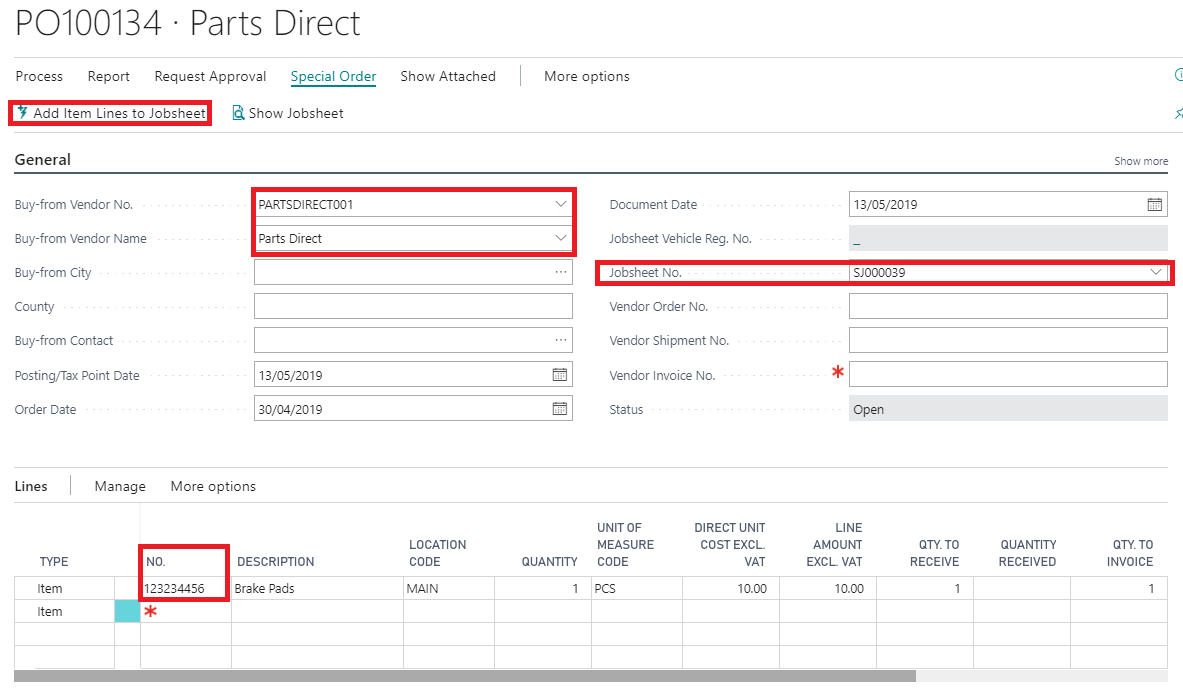 PO100134 · Parts Direct
Process Report Request Approval Special Order Show Attached More options
Add Item Lines to Jobsheet Show Jobsheet
General Show more
Buy-from Vendor No. PARTSDIRECT001 Document Date 13/05/2019
Buy-from Vendor Name Parts Direct Jobsheet Vehicle Reg. No. _
Buy-from City ... Jobsheet No. SJ000039
County Vendor Order No.
Buy-from Contact ... Vendor Shipment No.
Posting/Tax Point Date 13/05/2019 Vendor Invoice No. *
Order Date 30/04/2019 Status Open
Lines Manage More options
TYPE NO. DESCRIPTION LOCATION CODE QUANTITY UNIT OF MEASURE CODE DIRECT UNIT COST EXCL. VAT LINE AMOUNT EXCL. VAT QTY. TO RECEIVE QUANTITY RECEIVED QTY. TO INVOICE
Item 123234456 Brake Pads MAIN 1 PCS 10.00 10.00 1 1
Item *